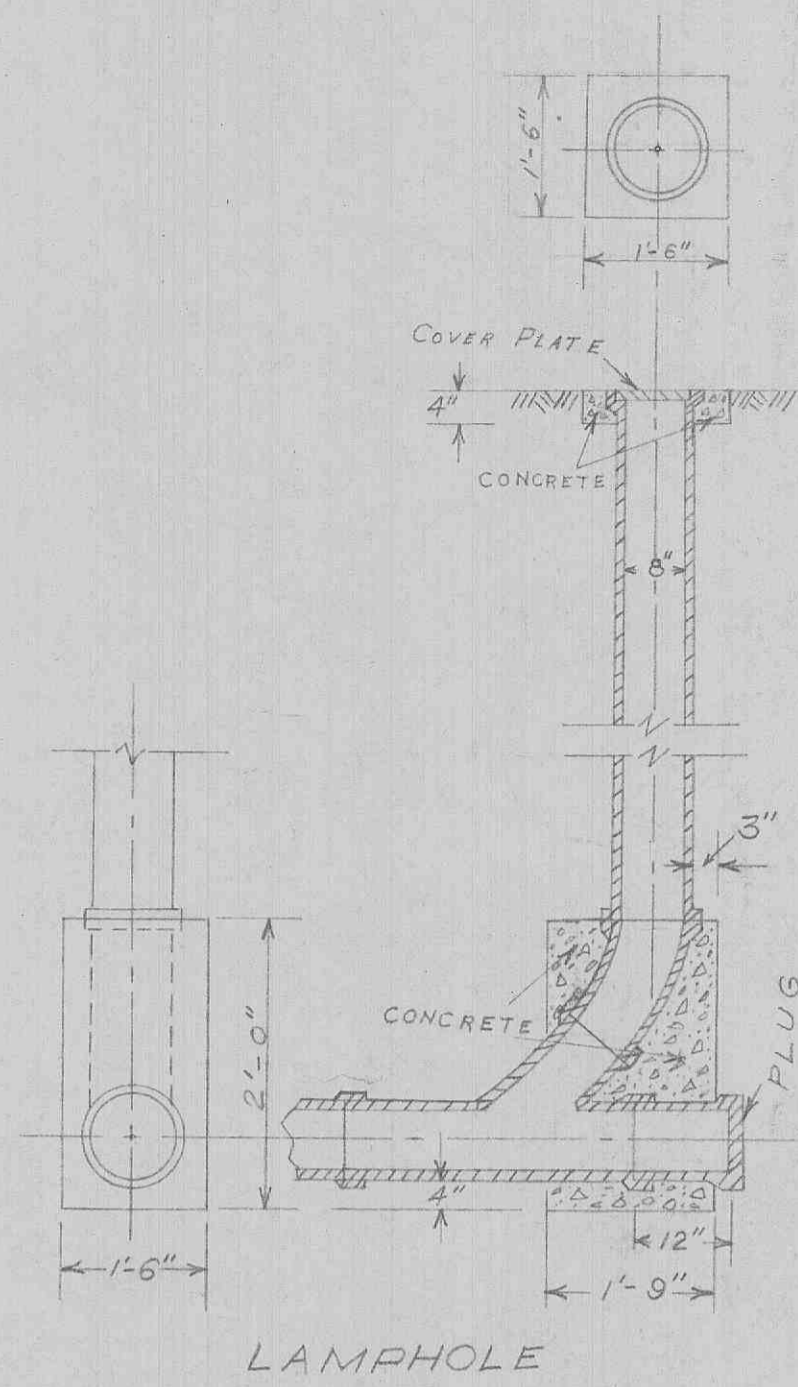 1'-6"
1'-6"
COVER PLATE
4"
CONCRETE
8"
3"
CONCRETE
PLUG
2'-0"
4"
12"
1'-6"
1'-9"
LAMPHOLE